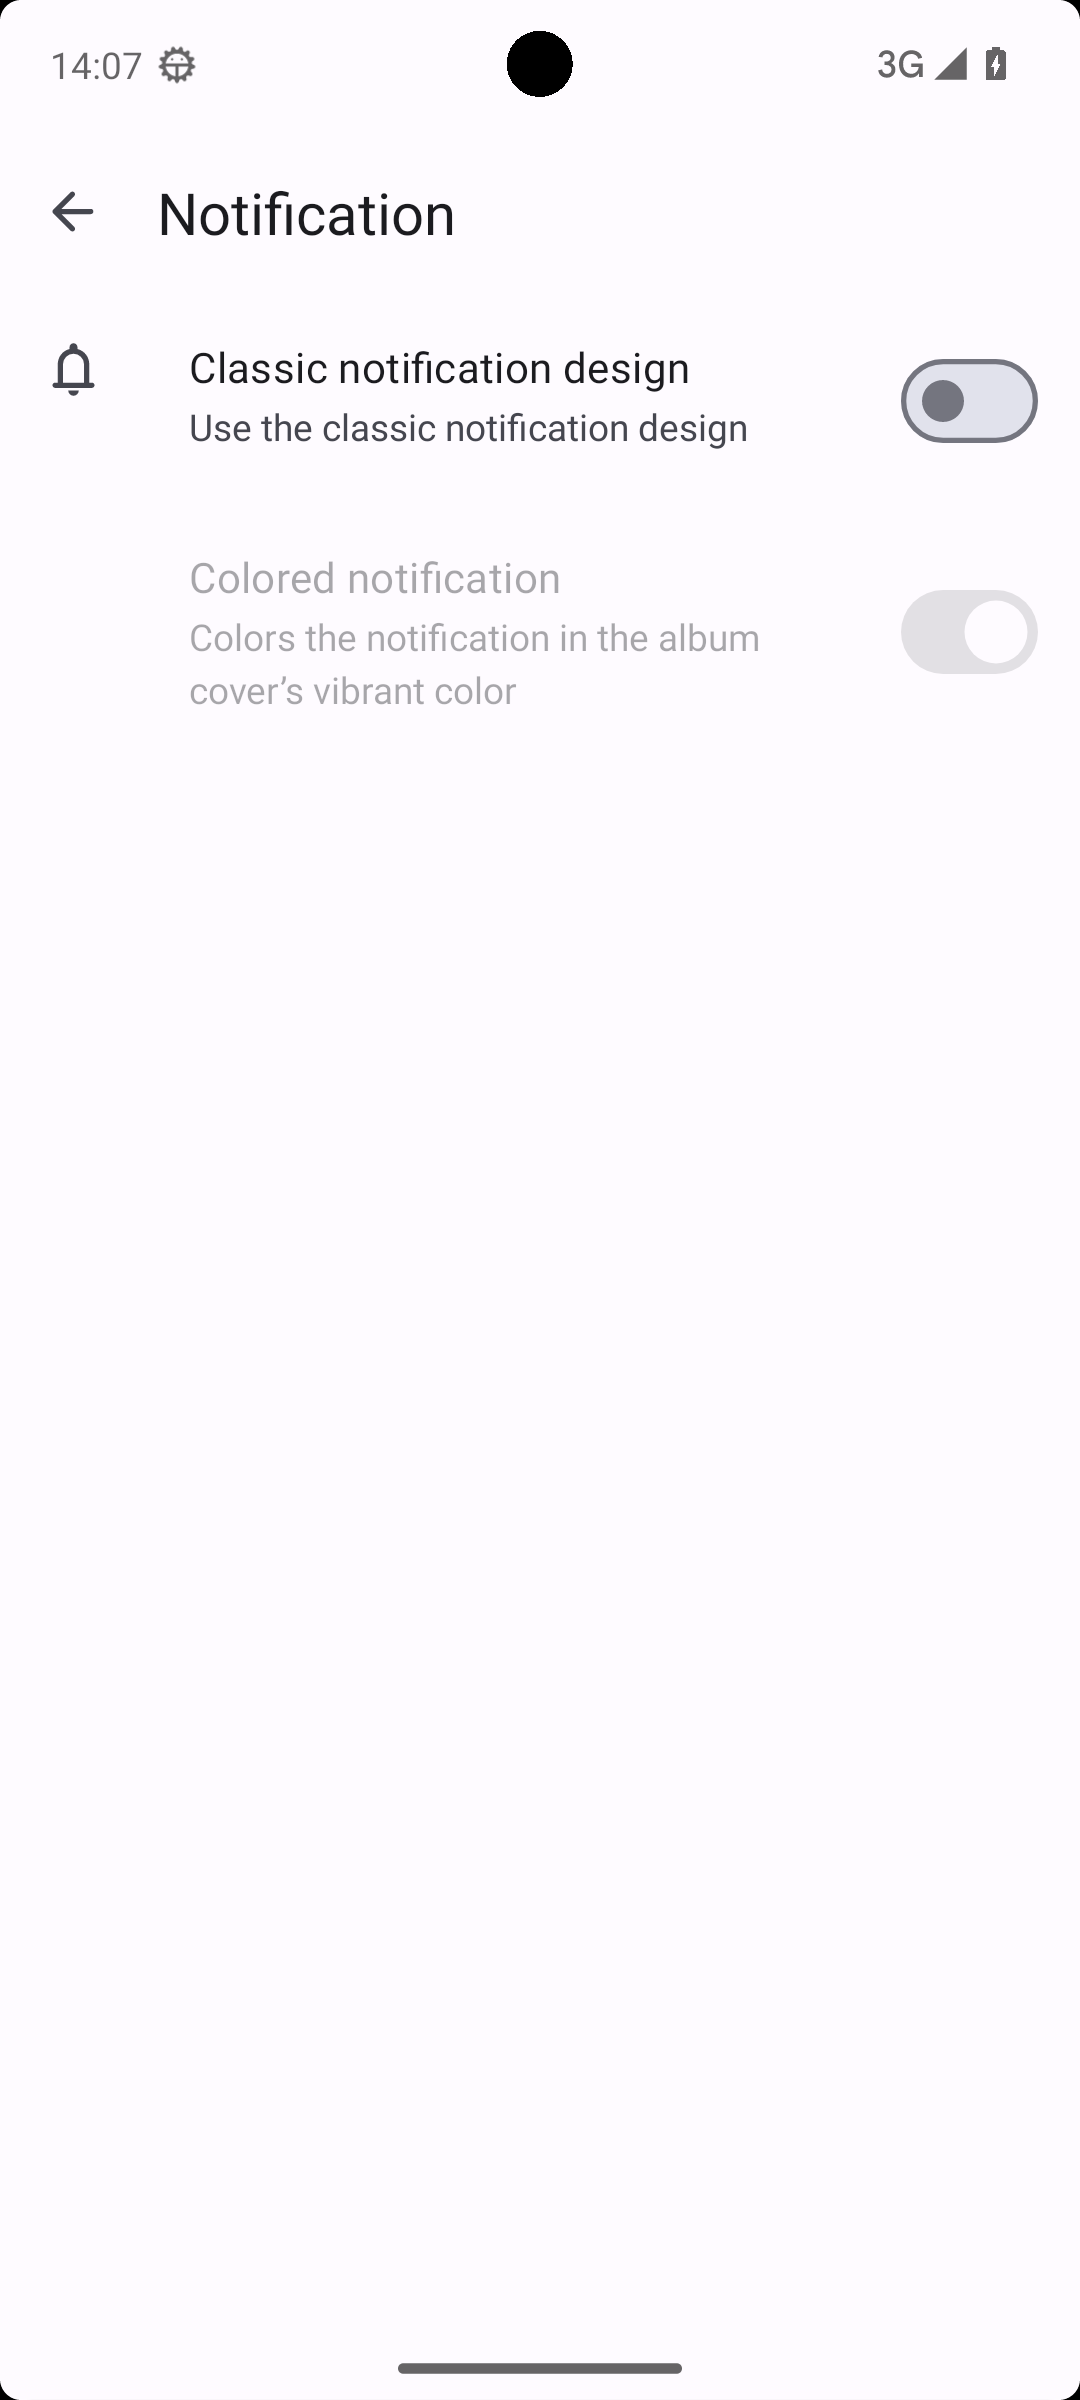 14:07
3G
Notification
Classic notification design
Use the classic notification design
Colored notification
Colors the notification in the album
cover’s vibrant color